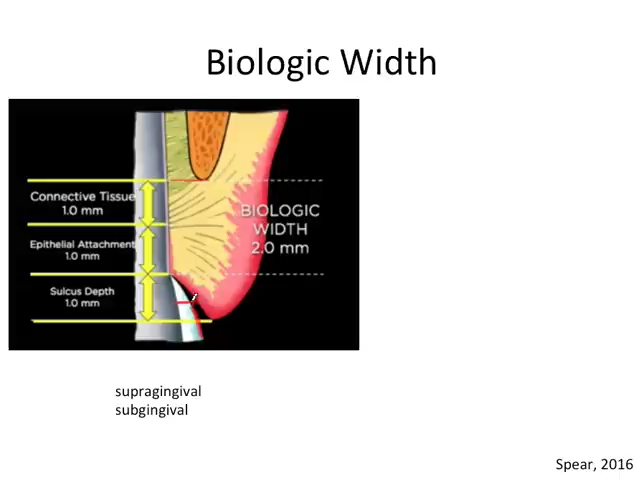 Biologic Width
Connective Tissue
1.0 mm
Epithelial Attachment
1.0 mm
Sulcus Depth
1.0 mm
BIOLOGIC
WIDTH
2.0 mm
supragingival
subgingival
Spear, 2016